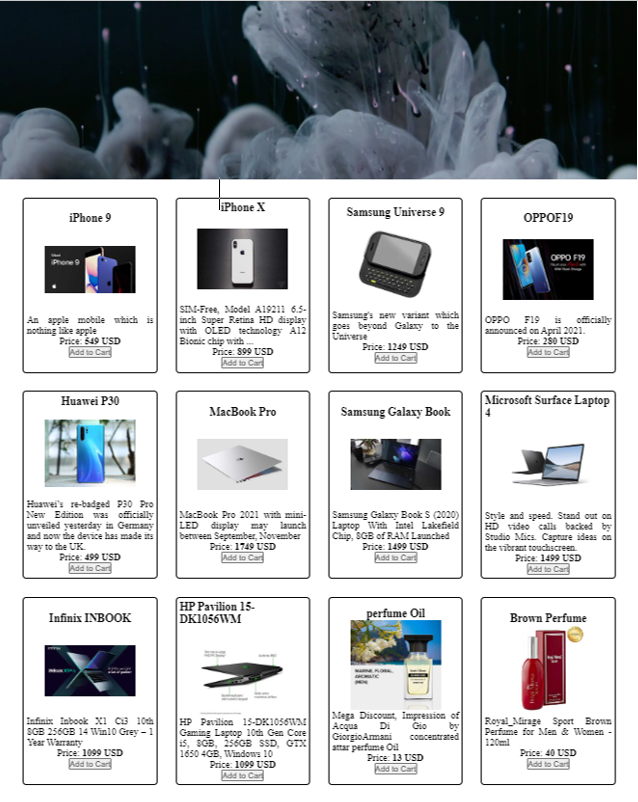 iPhone 9
iPhone 9
An apple mobile which is
nothing like apple
Price: 549 USD
Add to Cart
iPhone X
SIM-Free, Model A19211 6.5-
inch Super Retina HD display
with OLED technology A12
Bionic chip with ...
Price: 899 USD
Add to Cart
Samsung Universe 9
Samsung's new variant which
goes beyond Galaxy to the
Universe
Price: 1249 USD
Add to Cart
OPPOF19
OPPO F19
OPPO F19 is officially
announced on April 2021.
Price: 280 USD
Add to Cart
Huawei P30
Huawei's re-badged P30 Pro
New Edition was officially
unveiled yesterday in Germany
and now the device has made its
way to the UK.
Price: 499 USD
Add to Cart
MacBook Pro
MacBook Pro 2021 with mini-
LED display may launch
between September, November
Price: 1749 USD
Add to Cart
Samsung Galaxy Book
Samsung Galaxy Book S (2020)
Laptop With Intel Lakefield
Chip, 8GB of RAM Launched
Price: 1499 USD
Add to Cart
Microsoft Surface Laptop
4
Style and speed. Stand out on
HD video calls backed by
Studio Mics. Capture ideas on
the vibrant touchscreen.
Price: 1499 USD
Add to Cart
Infinix INBOOK
Infinix Inbook X1 Ci3 10th
8GB 256GB 14 Win10 Grey – 1
Year Warranty
Price: 1099 USD
Add to Cart
HP Pavilion 15-
DK1056WM
HP Pavilion 15-DK1056WM
Gaming Laptop 10th Gen Core
i5, 8GB, 256GB SSD, GTX
1650 4GB, Windows 10
Price: 1099 USD
Add to Cart
perfume Oil
MARINE, FLORAL,
AROMATIC
(MEN)
Mega Discount, Impression of
Acqua Di Gio by
GiorgioArmani concentrated
attar perfume Oil
Price: 13 USD
Add to Cart
Brown Perfume
Royal_Mirage Sport Brown
Perfume for Men & Women -
120ml
Price: 40 USD
Add to Cart